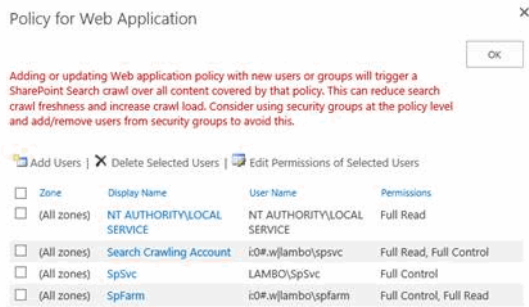 Policy for Web Application
×
OK
Adding or updating Web application policy with new users or groups will trigger a
SharePoint Search crawl over all content covered by that policy. This can reduce search
crawl freshness and increase crawl load. Consider using security groups at the policy level
and add/remove users from security groups to avoid this.
Add Users | Delete Selected Users | Edit Permissions of Selected Users
Zone Display Name User Name Permissions
(All zones) NT AUTHORITY\LOCAL NT AUTHORITY\LOCAL Full Read
SERVICE SERVICE
(All zones) Search Crawling Account i:0#.w|lambo\spsvc Full Read, Full Control
(All zones) SpSvc LAMBO\SpSvc Full Control
(All zones) SpFarm i:0#.w|lambo\spfarm Full Control, Full Read